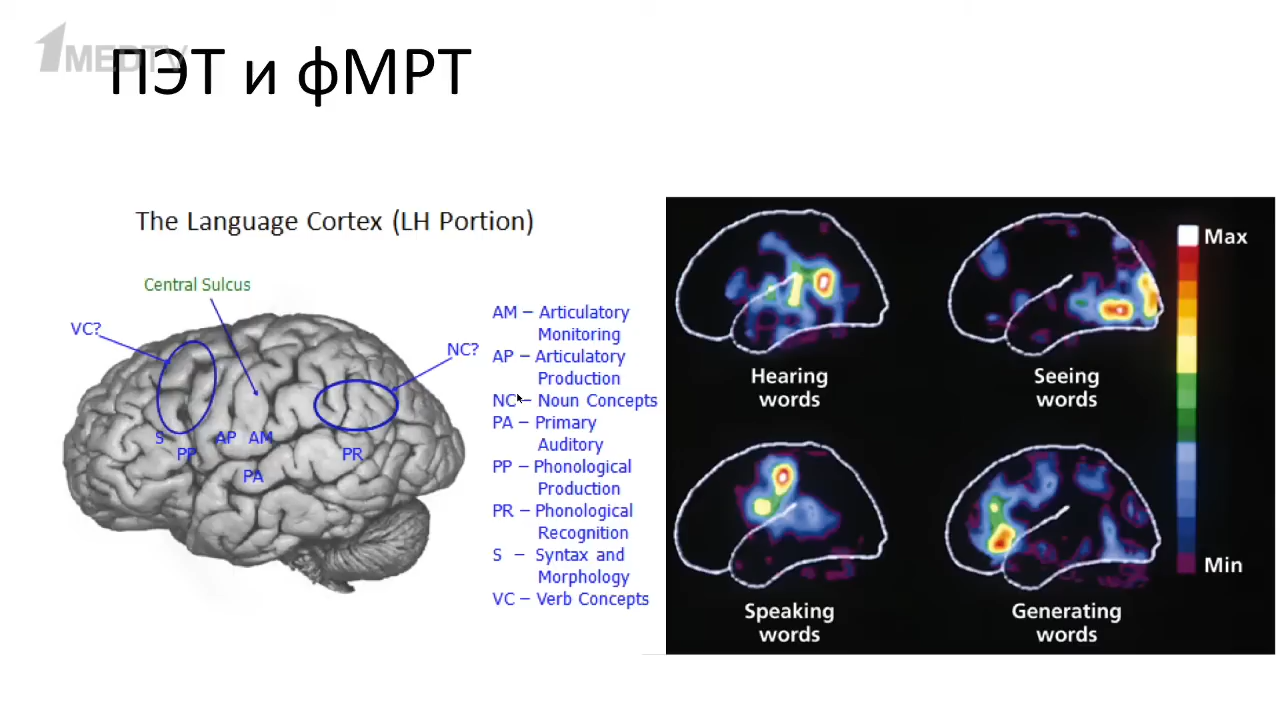 1MEDTV
ПЭТ и фМРТ
The Language Cortex (LH Portion)
Central Sulcus
VC?
NC?
S
PP
AP
AM
PA
PR
AM – Articulatory
Monitoring
AP – Articulatory
Production
NC – Noun Concepts
PA – Primary
Auditory
PP – Phonological
Production
PR – Phonological
Recognition
S – Syntax and
Morphology
VC – Verb Concepts
Hearing
words
Seeing
words
Max
Speaking
words
Generating
words
Min